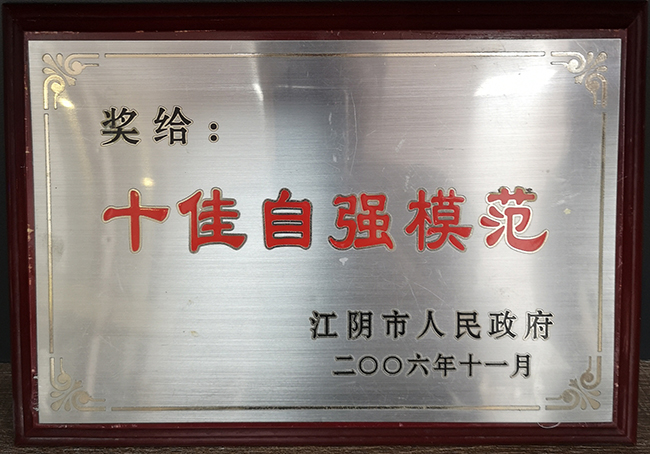 奖给：
十佳自强模范
江阴市人民政府
二〇〇六年十一月